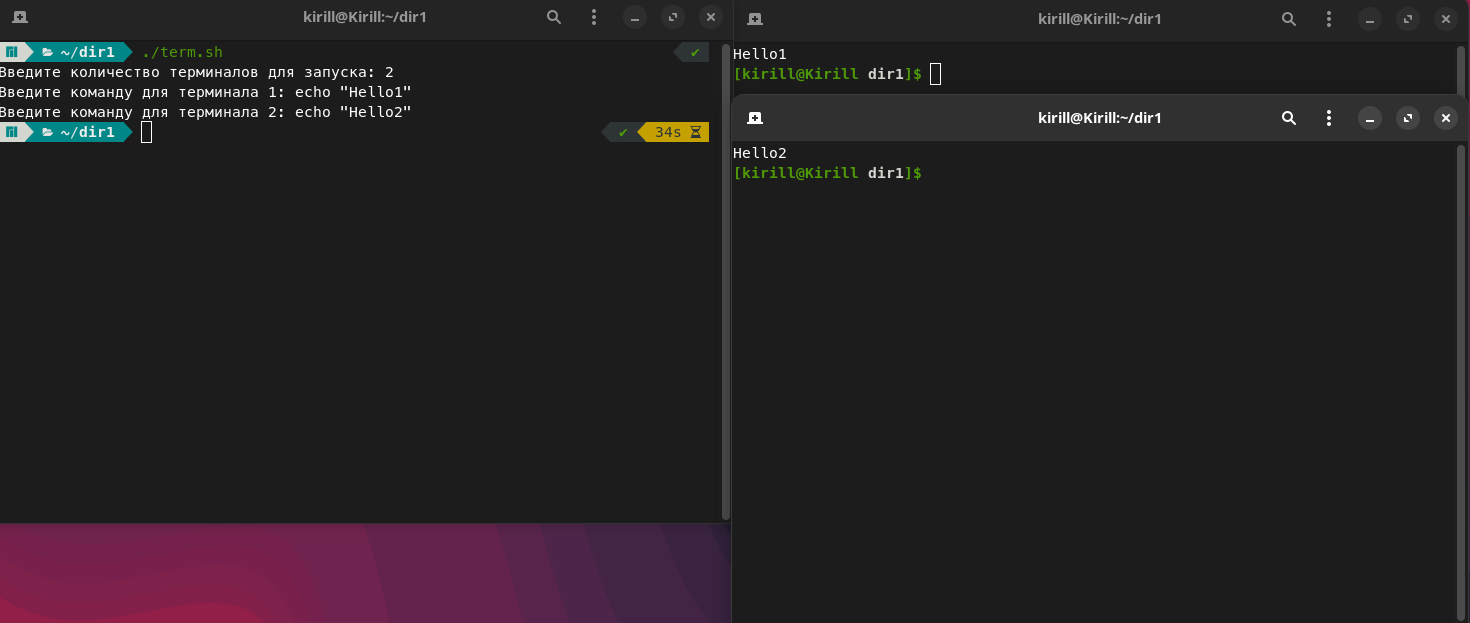 kirill@Kirill:~/dir1
~/dir1 ./term.sh ✔
Введите количество терминалов для запуска: 2
Введите команду для терминала 1: echo "Hello1"
Введите команду для терминала 2: echo "Hello2"
~/dir1 ✔ 34s
kirill@Kirill:~/dir1
Hello1
[kirill@Kirill dir1]$
kirill@Kirill:~/dir1
Hello2
[kirill@Kirill dir1]$